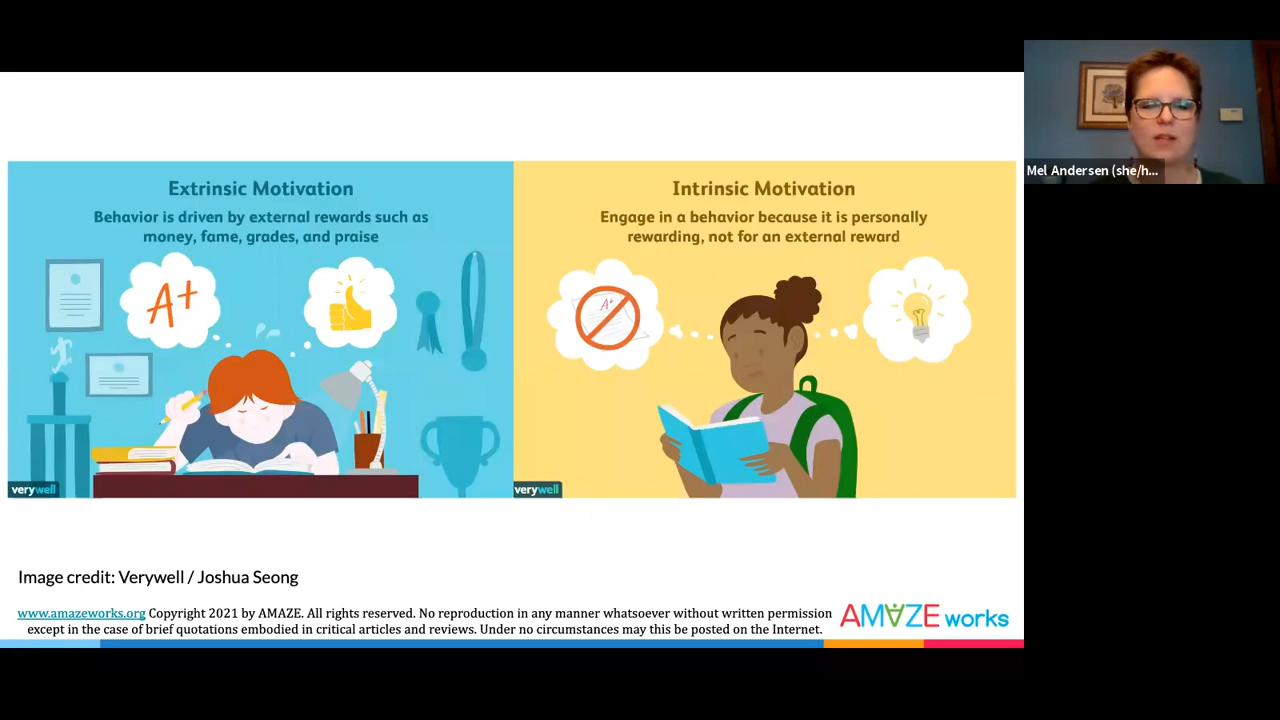 Extrinsic Motivation
Behavior is driven by external rewards such as
money, fame, grades, and praise
A+
verywell
Intrinsic Motivation
Engage in a behavior because it is personally
rewarding, not for an external reward
A+
verywell
Image credit: Verywell / Joshua Seong
www.amazeworks.org Copyright 2021 by AMAZE. All rights reserved. No reproduction in any manner whatsoever without written permission
except in the case of brief quotations embodied in critical articles and reviews. Under no circumstances may this be posted on the Internet.
AMAZE works
Mel Andersen (she/h...